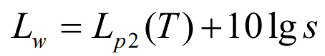 L_w = L_{p2}(T) + 10 lg s